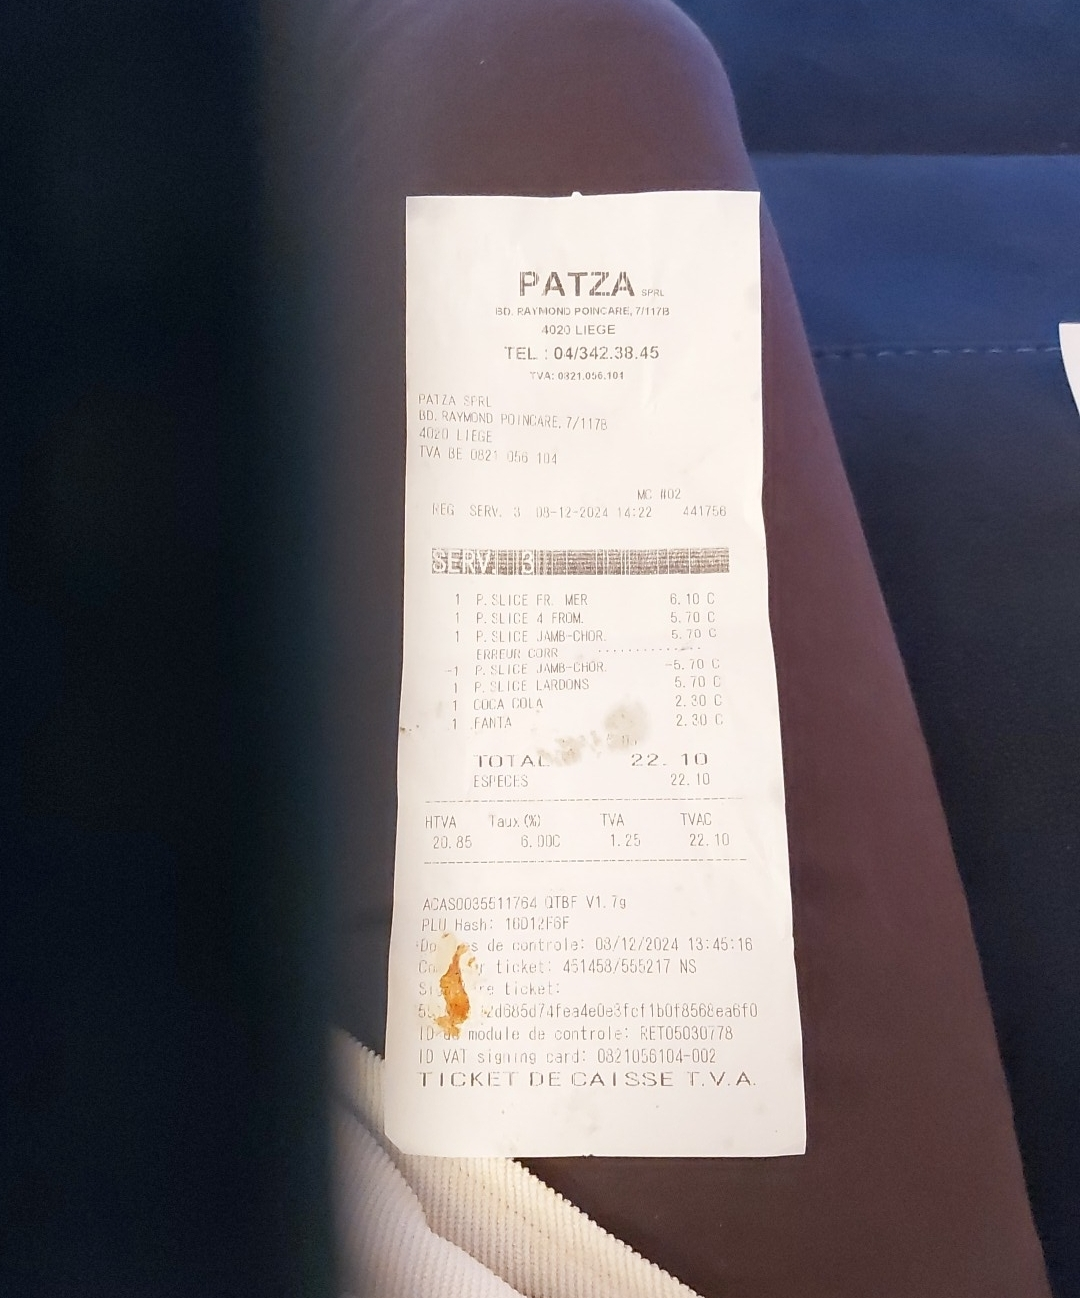 PATZA SPRL
BD. RAYMOND POINCARE, 7/117B
4020 LIEGE
TEL : 04/342.38.45
TVA: 0821.056.104
PATZA SPRL
BD. RAYMOND POINCARE, 7/117B
4020 LIEGE
TVA BE 0821 056 104
MC #02
REG SERV. 3 08-12-2024 14:22 441756
SERV. 3
1 P.SLICE FR. MER 6.10 C
1 P.SLICE 4 FROM. 5.70 C
1 P.SLICE JAMB-CHOR. 5.70 C
ERREUR CORR ..............
-1 P.SLICE JAMB-CHOR. -5.70 C
1 P.SLICE LARDONS 5.70 C
1 COCA COLA 2.30 C
1 FANTA 2.30 C
TOTAL 22.10
ESPECES 22.10
HTVA Taux(%) TVA TVAC
20.85 6.00C 1.25 22.10
ACAS0035511764 QTBF V1.7g
PLU Hash: 16D12F6F
de controle: 08/12/2024 13:45:16
ticket: 451458/555217 NS
ticket:
2d685d74fea4e0e3fcf1b0f8568ea6f0
ID de module de controle: RET05030778
ID VAT signing card: 0821056104-002
TICKET DE CAISSE T.V.A.